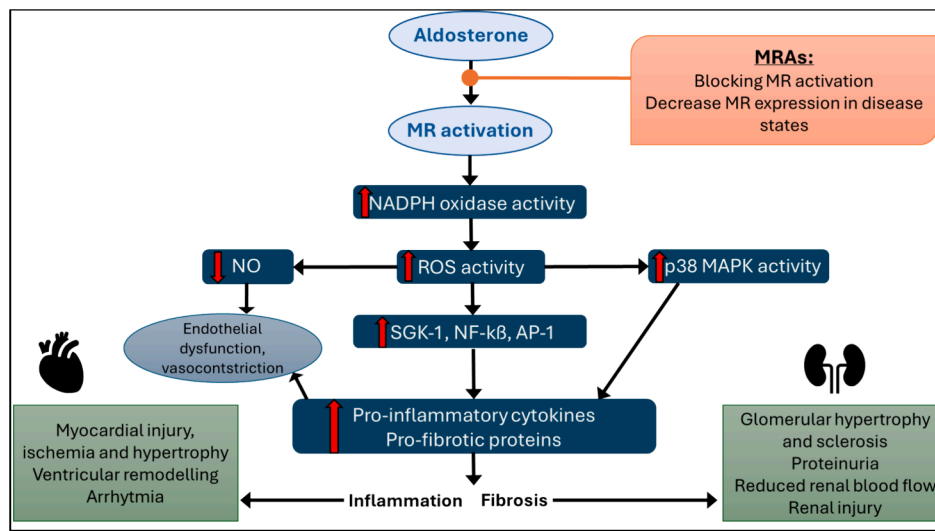 Aldosterone
MRAs:
Blocking MR activation
Decrease MR expression in disease
states
MR activation
NADPH oxidase activity
NO
ROS activity
p38 MAPK activity
SGK-1, NF-kß, AP-1
Endothelial
dysfunction,
vasocontstriction
Pro-inflammatory cytokines
Pro-fibrotic proteins
Myocardial injury,
ischemia and hypertrophy
Ventricular remodelling
Arrhytmia
Inflammation Fibrosis
Glomerular hypertrophy
and sclerosis
Proteinuria
Reduced renal blood flow
Renal injury